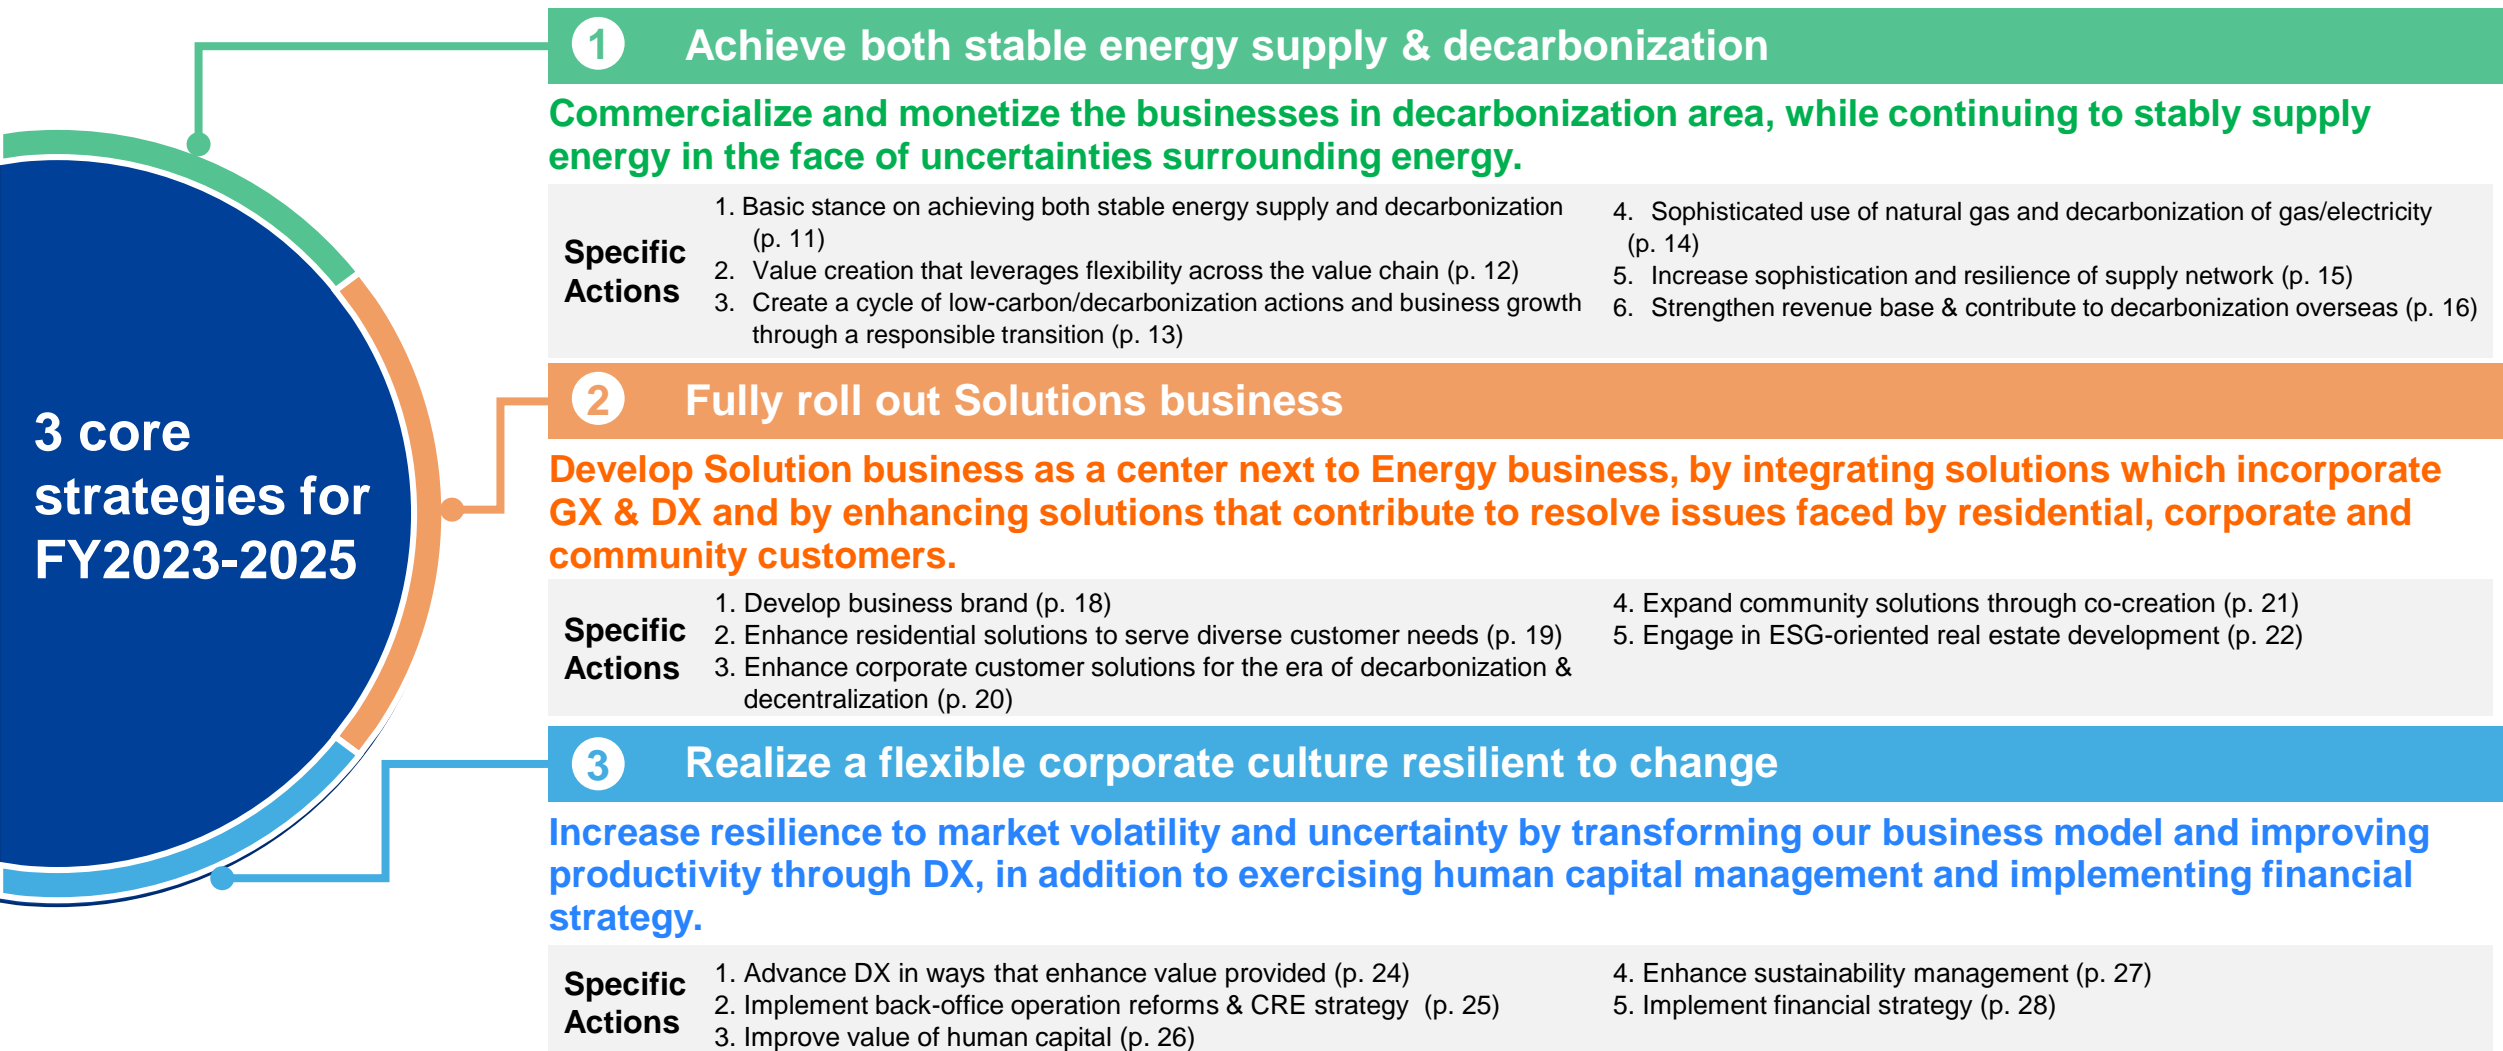 3 core
strategies for
FY2023-2025
1 Achieve both stable energy supply & decarbonization
Commercialize and monetize the businesses in decarbonization area, while continuing to stably supply
energy in the face of uncertainties surrounding energy.
Specific
Actions
1. Basic stance on achieving both stable energy supply and decarbonization
(p. 11)
2. Value creation that leverages flexibility across the value chain (p. 12)
3. Create a cycle of low-carbon/decarbonization actions and business growth
through a responsible transition (p. 13)
4. Sophisticated use of natural gas and decarbonization of gas/electricity
(p. 14)
5. Increase sophistication and resilience of supply network (p. 15)
6. Strengthen revenue base & contribute to decarbonization overseas (p. 16)
2 Fully roll out Solutions business
Develop Solution business as a center next to Energy business, by integrating solutions which incorporate
GX & DX and by enhancing solutions that contribute to resolve issues faced by residential, corporate and
community customers.
Specific
Actions
1. Develop business brand (p. 18)
2. Enhance residential solutions to serve diverse customer needs (p. 19)
3. Enhance corporate customer solutions for the era of decarbonization &
decentralization (p. 20)
4. Expand community solutions through co-creation (p. 21)
5. Engage in ESG-oriented real estate development (p. 22)
3 Realize a flexible corporate culture resilient to change
Increase resilience to market volatility and uncertainty by transforming our business model and improving
productivity through DX, in addition to exercising human capital management and implementing financial
strategy.
Specific
Actions
1. Advance DX in ways that enhance value provided (p. 24)
2. Implement back-office operation reforms & CRE strategy (p. 25)
3. Improve value of human capital (p. 26)
4. Enhance sustainability management (p. 27)
5. Implement financial strategy (p. 28)